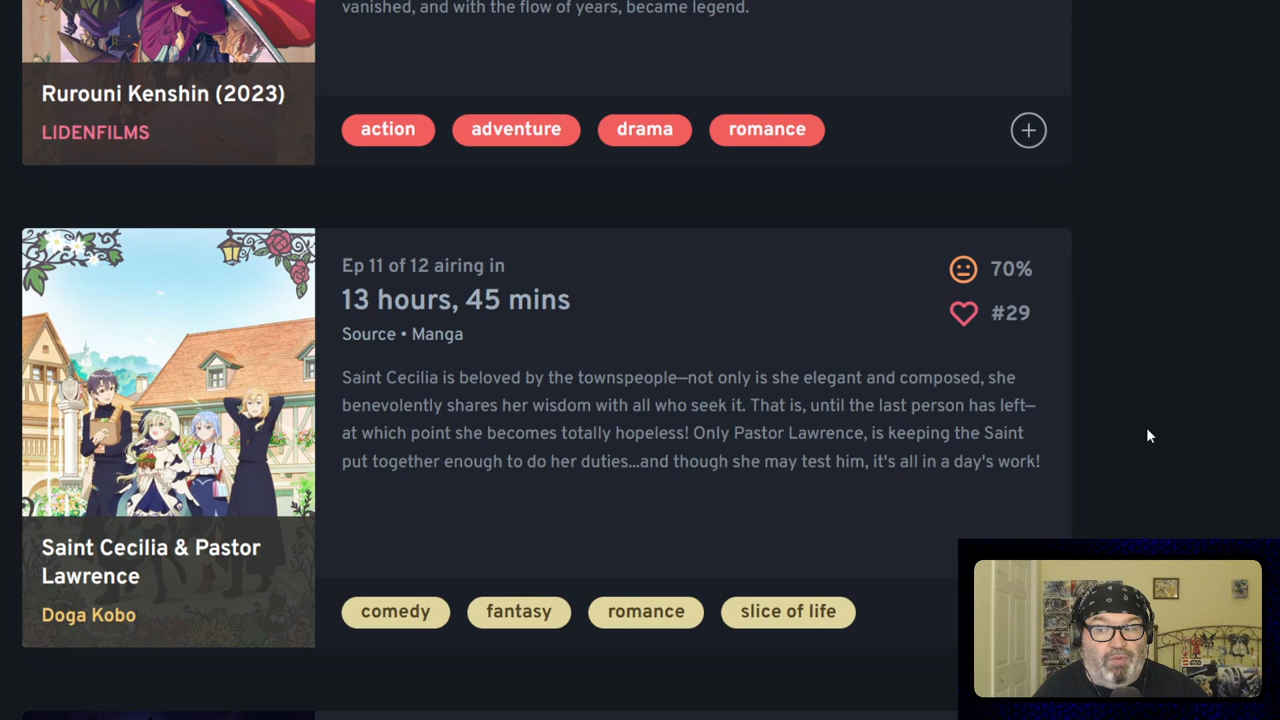 vanished, and with the flow of years, became legend.
Rurouni Kenshin (2023)
LIDENFILMS
action
adventure
drama
romance
Ep 11 of 12 airing in
13 hours, 45 mins
Source • Manga
70%
#29
Saint Cecilia is beloved by the townspeople—not only is she elegant and composed, she
benevolently shares her wisdom with all who seek it. That is, until the last person has left—
at which point she becomes totally hopeless! Only Pastor Lawrence, is keeping the Saint
put together enough to do her duties...and though she may test him, it's all in a day's work!
Saint Cecilia & Pastor
Lawrence
Doga Kobo
comedy
fantasy
romance
slice of life
STAR
WARS